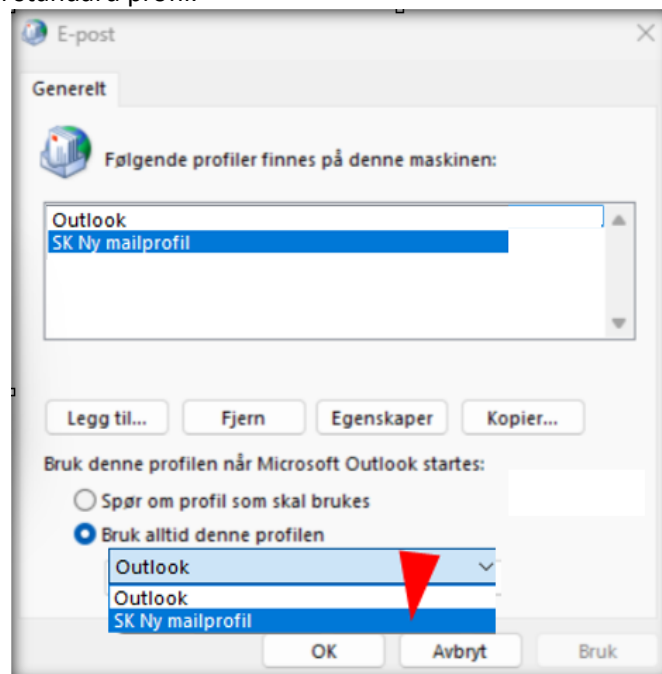 E-post
Generelt
Følgende profiler finnes på denne maskinen:
Outlook
SK Ny mailprofil
Legg til... Fjern Egenskaper Kopier...
Bruk denne profilen når Microsoft Outlook startes:
Spør om profil som skal brukes
Bruk alltid denne profilen
Outlook
Outlook
SK Ny mailprofil
OK Avbryt Bruk